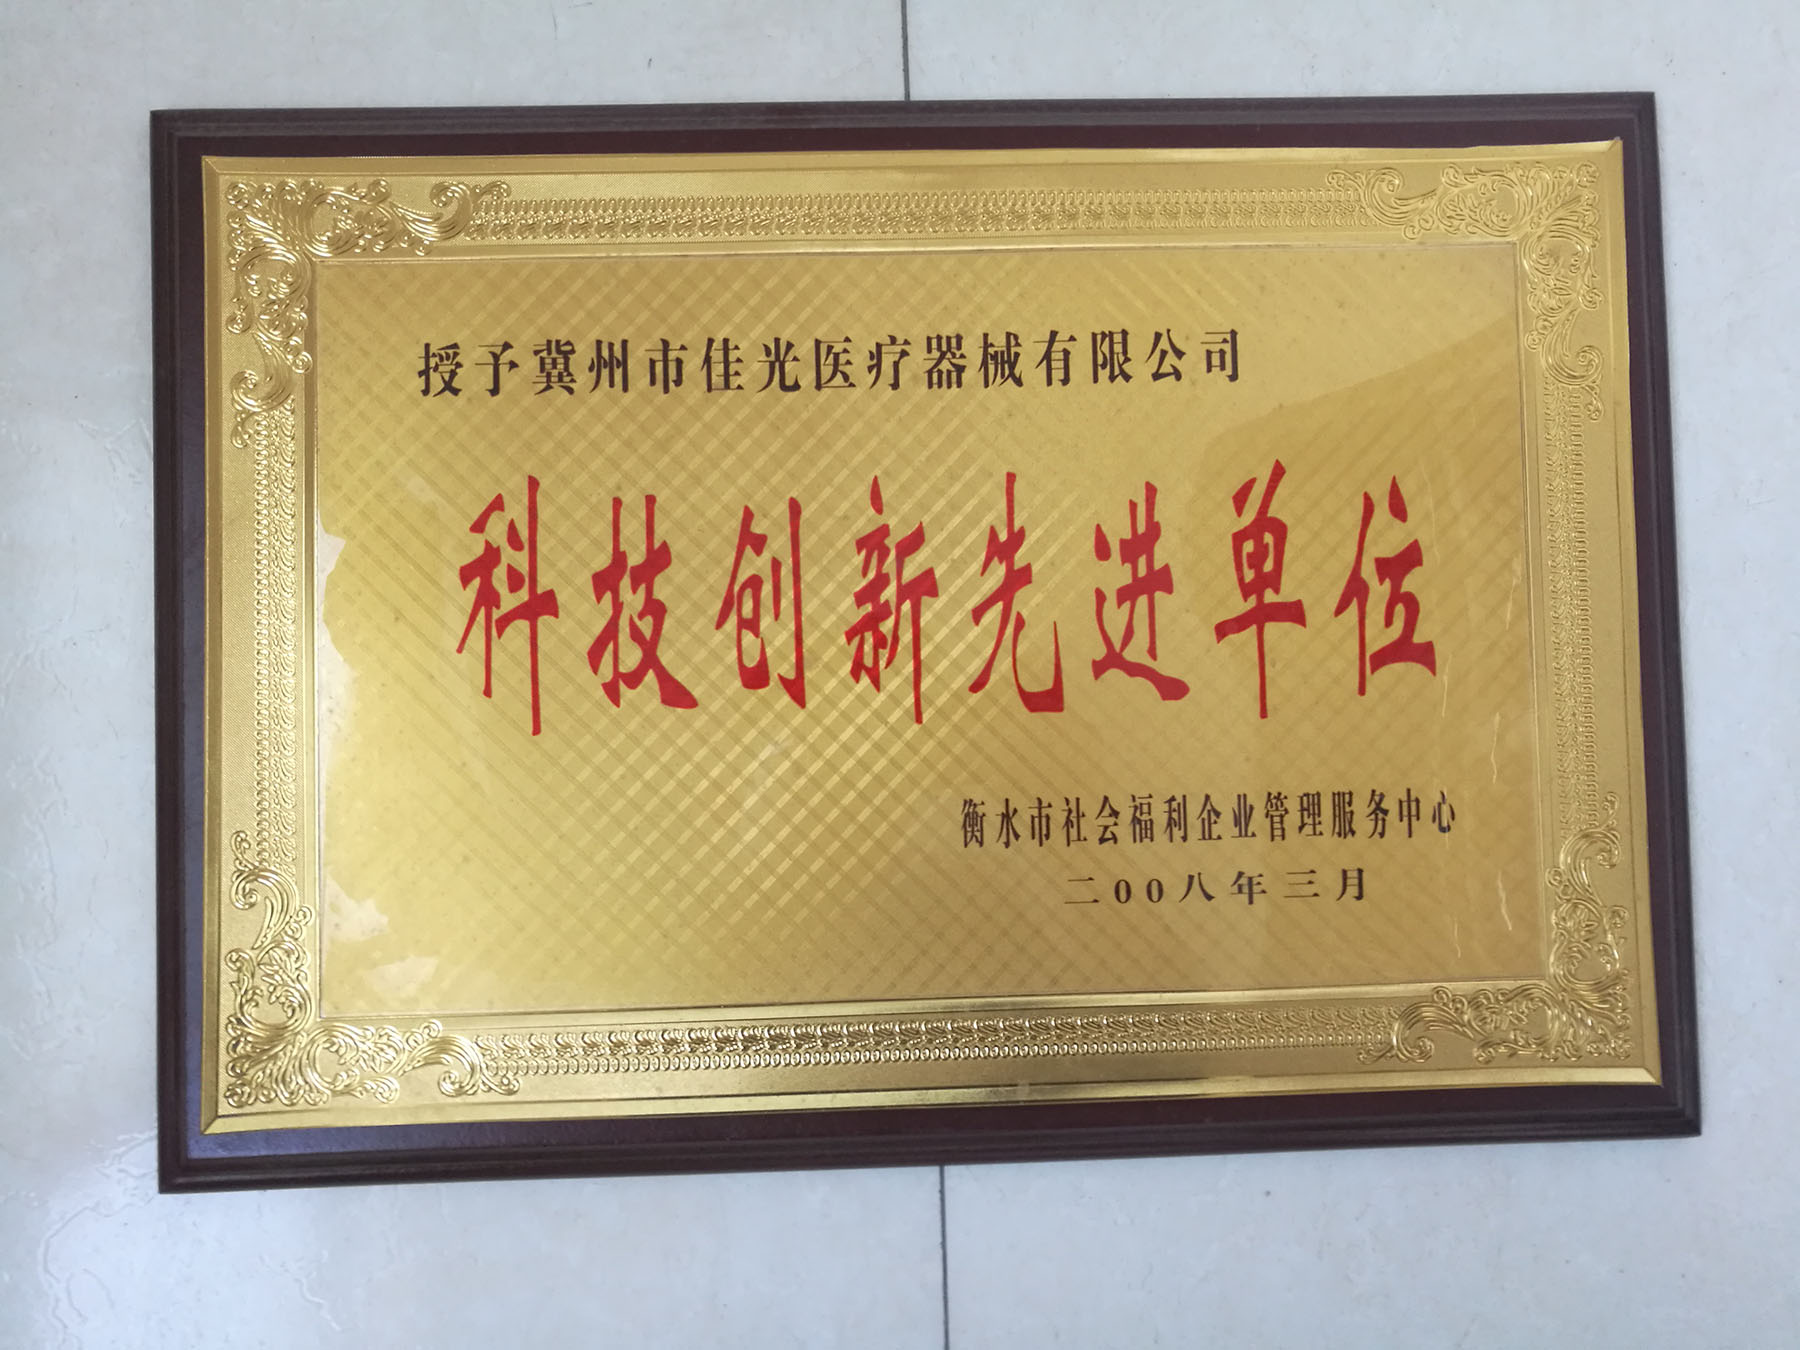 授予冀州市佳光医疗器械有限公司
科技创新先进单位
衡水市社会福利企业管理服务中心
二00八年三月